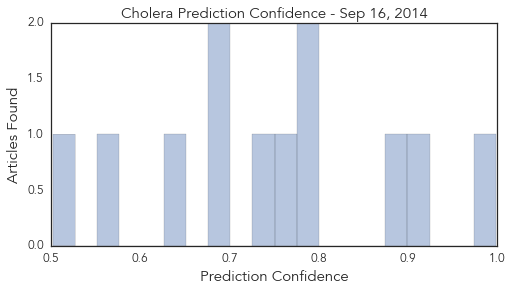 Cholera Prediction Confidence - Sep 16, 2014
2.0
1.5
1.0
0.5
0.0
Articles Found
0.5 0.6 0.7 0.8 0.9 1.0
Prediction Confidence